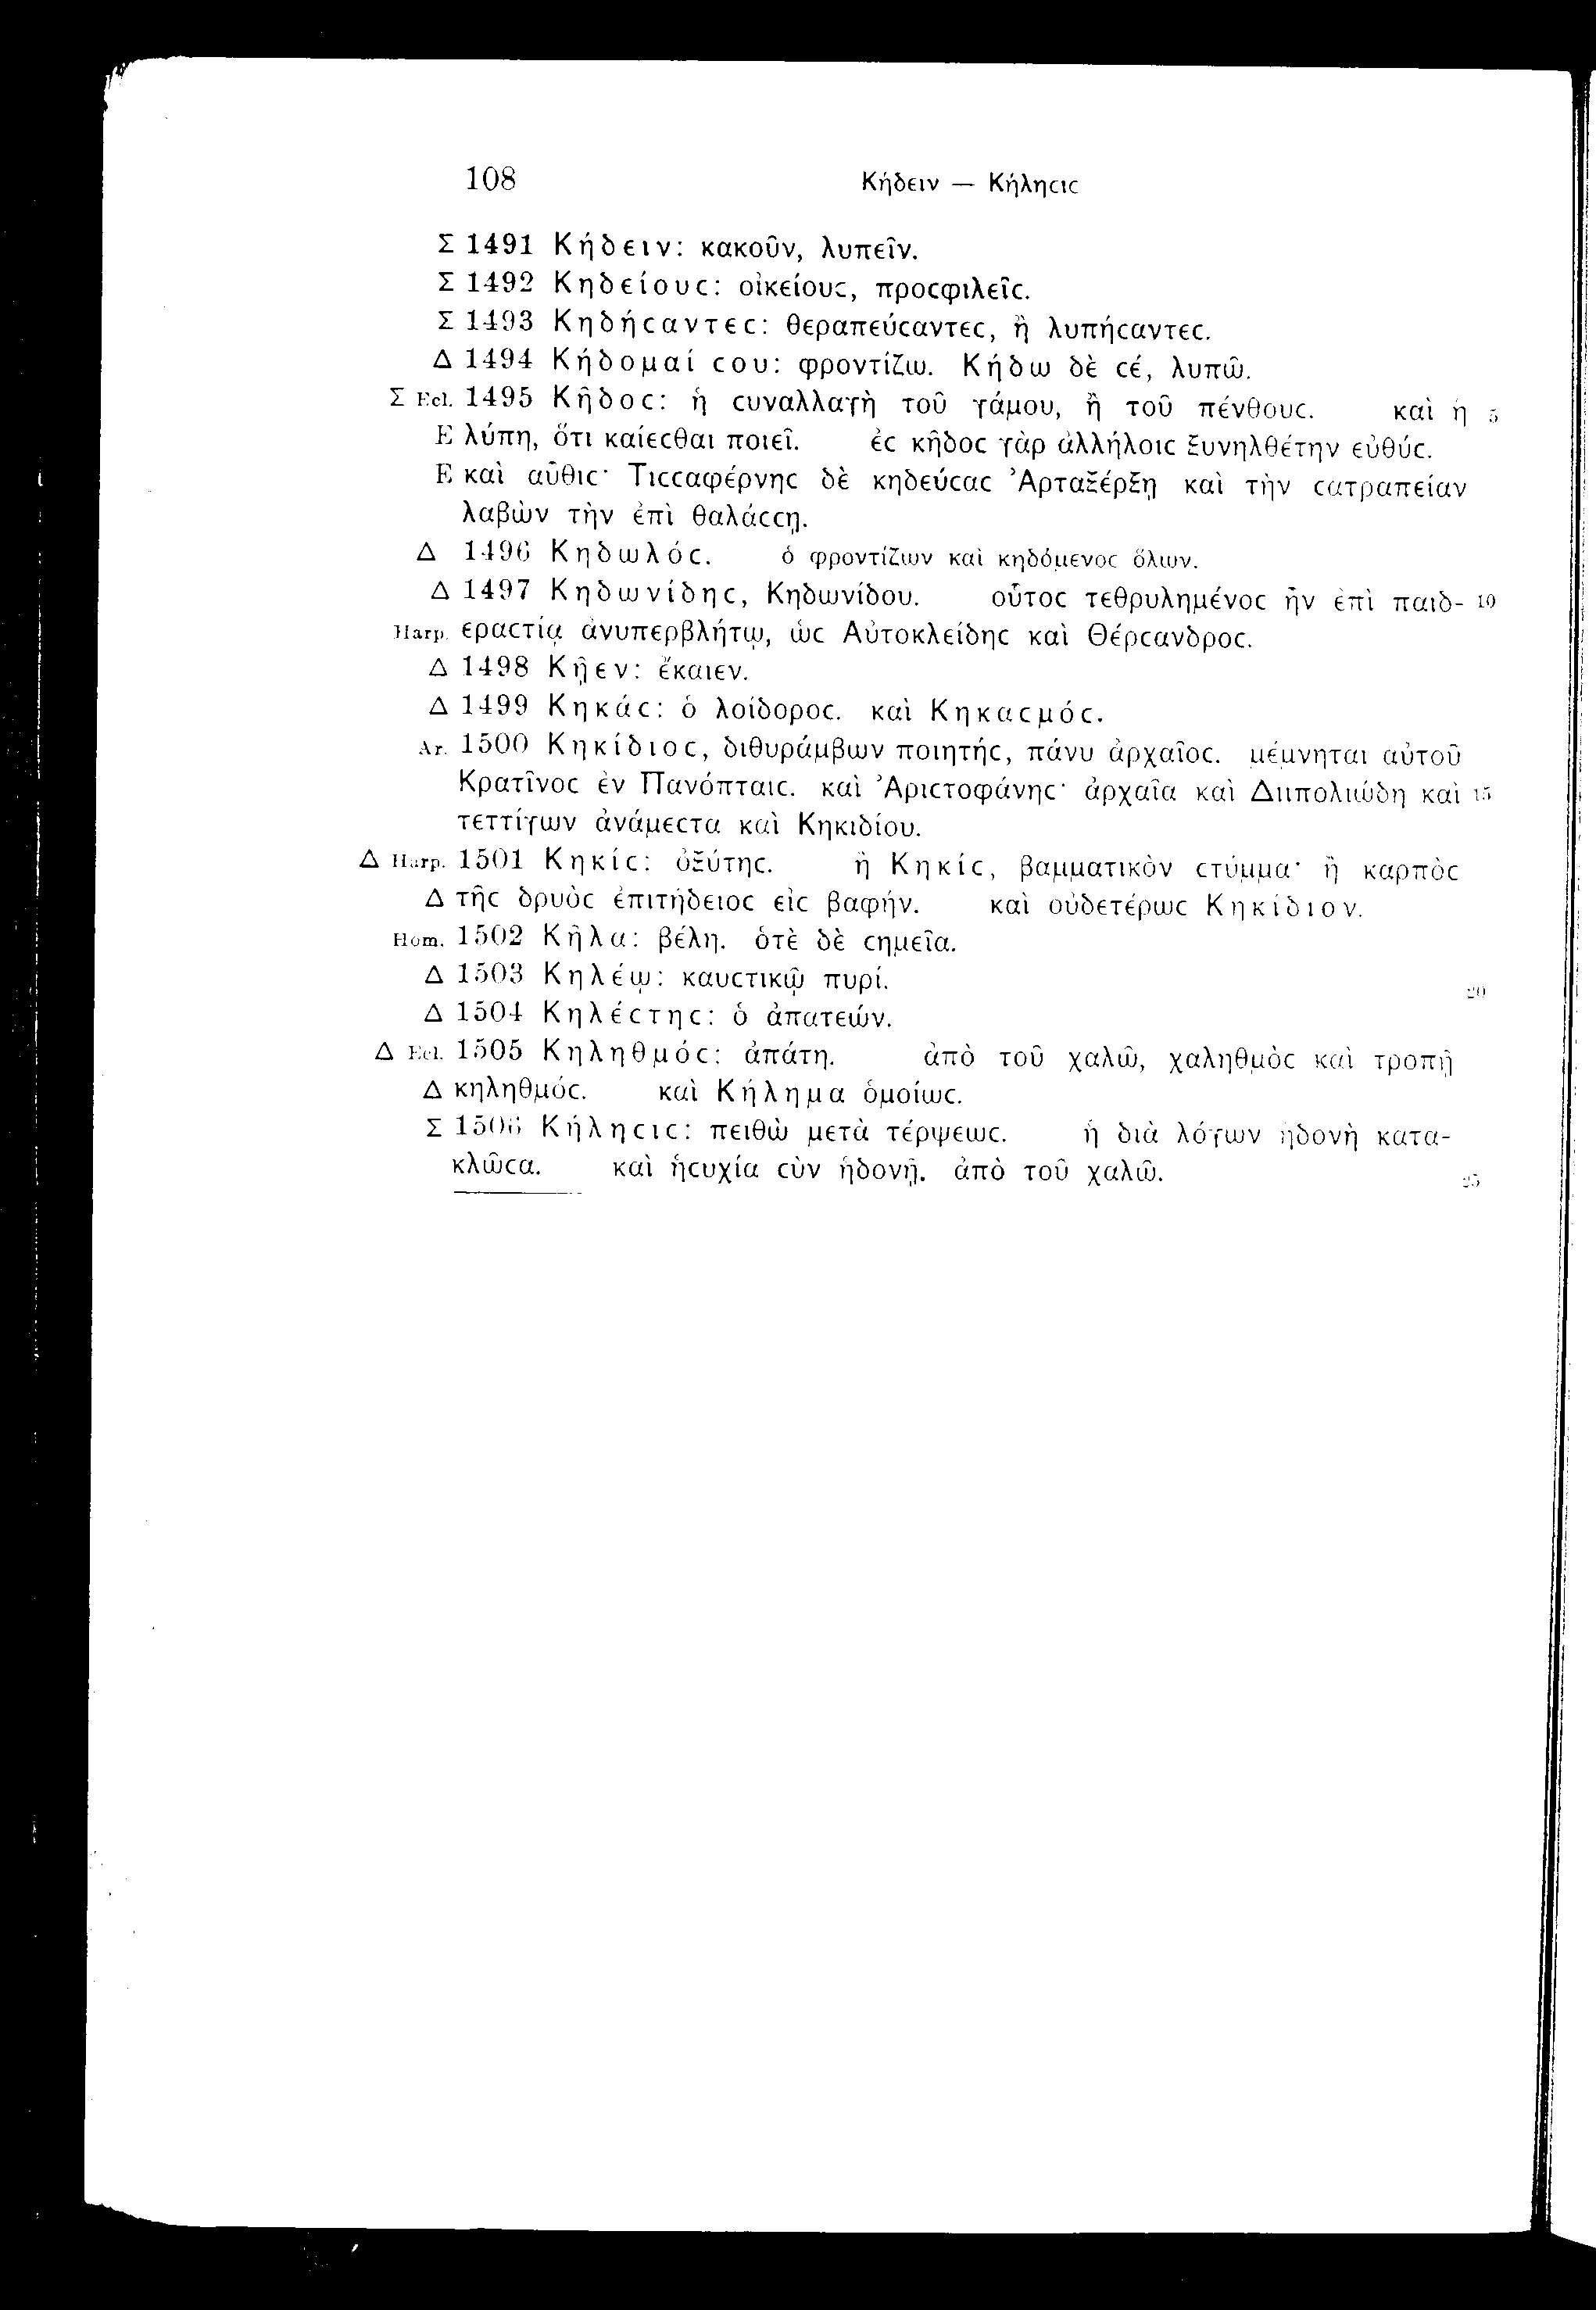 108 Κήδειν — Κήληϲιϲ
Σ 1491 Κήδειν: κακοῦν, λυπεῖν.
Σ 1492 Κηδείουϲ: οἰκείουϲ, προϲφιλεῖϲ.
Σ 1493 Κηδήϲαντεϲ: θεραπεύϲαντεϲ, ἢ λυπήϲαντεϲ.
Δ 1494 Κήδομαί ϲου: φροντίζω. Κήδω δὲ ϲέ, λυπῶ.
Σ Ecl. 1495 Κῆδοϲ: ἡ ϲυναλλαγὴ τοῦ γάμου, ἢ τοῦ πένθουϲ. καὶ ἡ 5
E λύπη, ὅτι καίεϲθαι ποιεῖ. ἐϲ κῆδοϲ γὰρ ἀλλήλοιϲ ξυνηλθέτην εὐθύϲ.
E καὶ αὖθιϲ· Τιϲϲαφέρνηϲ δὲ κηδεύϲαϲ Ἀρταξέρξῃ καὶ τὴν ϲατραπείαν
λαβὼν τὴν ἐπὶ θαλάϲϲῃ.
Δ 1496 Κηδωλόϲ. ὁ φροντίζων καὶ κηδόμενοϲ ὅλων.
Δ 1497 Κηδωνίδηϲ, Κηδωνίδου. οὗτοϲ τεθρυλημένοϲ ἦν ἐπὶ παιδ- 10
Harp. εραϲτίᾳ ἀνυπερβλήτῳ, ὡϲ Αὐτοκλείδηϲ καὶ Θέρϲανδροϲ.
Δ 1498 Κῇεν: ἔκαιεν.
Δ 1499 Κηκάϲ: ὁ λοίδοροϲ. καὶ Κηκαϲμόϲ.
Ar. 1500 Κηκίδιοϲ, διθυράμβων ποιητήϲ, πάνυ ἀρχαῖοϲ. μέμνηται αὐτοῦ
Κρατῖνοϲ ἐν Πανόπταιϲ. καὶ Ἀριϲτοφάνηϲ· ἀρχαῖα καὶ Διιπολιώδη καὶ 15
τεττίγων ἀνάμεϲτα καὶ Κηκιδίου.
Δ Harp. 1501 Κηκίϲ: ὀξύτηϲ. ἢ Κηκίϲ, βαμματικὸν ϲτύμμα· ἢ καρπὸϲ
Δ τῆϲ δρυὸϲ ἐπιτήδειοϲ εἰϲ βαφήν. καὶ οὐδετέρωϲ Κηκίδιον.
Hom. 1502 Κῆλα: βέλη. ὁτὲ δὲ ϲημεῖα.
Δ 1503 Κηλέῳ: καυϲτικῷ πυρί. 20
Δ 1504 Κηλέϲτηϲ: ὁ ἀπατεών.
Δ Ecl. 1505 Κηληθμόϲ: ἀπάτη. ἀπὸ τοῦ χαλῶ, χαληθμὸϲ καὶ τροπῇ
Δ κηληθμόϲ. καὶ Κήλημα ὁμοίωϲ.
Σ 1506 Κήληϲιϲ: πειθὼ μετὰ τέρψεωϲ. ἡ διὰ λόγων ἡδονὴ κατα-
κλῶϲα. καὶ ἡϲυχία ϲὺν ἡδονῇ. ἀπὸ τοῦ χαλῶ. 25